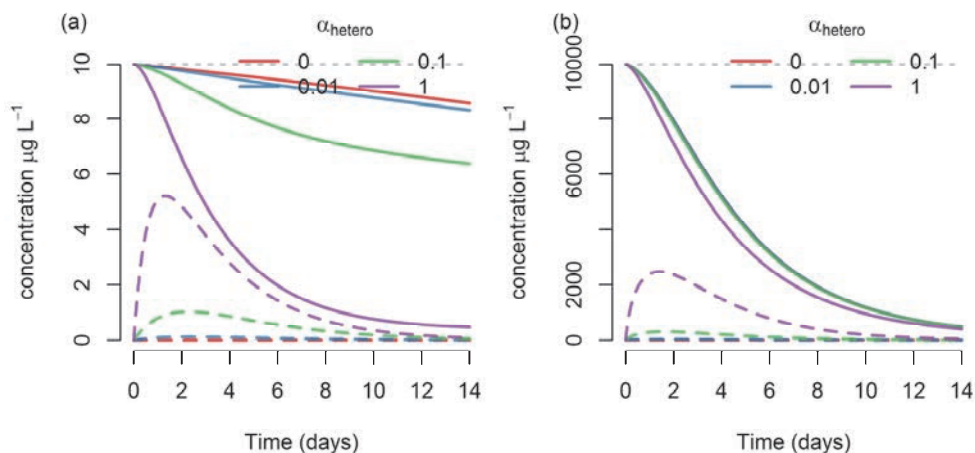 (a)
α hetero
0 0.1
0.01 1
concentration µg L⁻¹
10
8
6
4
2
0
0 2 4 6 8 10 12 14
Time (days)
(b)
α hetero
0 0.1
0.01 1
concentration µg L⁻¹
10000
6000
2000
0
0 2 4 6 8 10 12 14
Time (days)